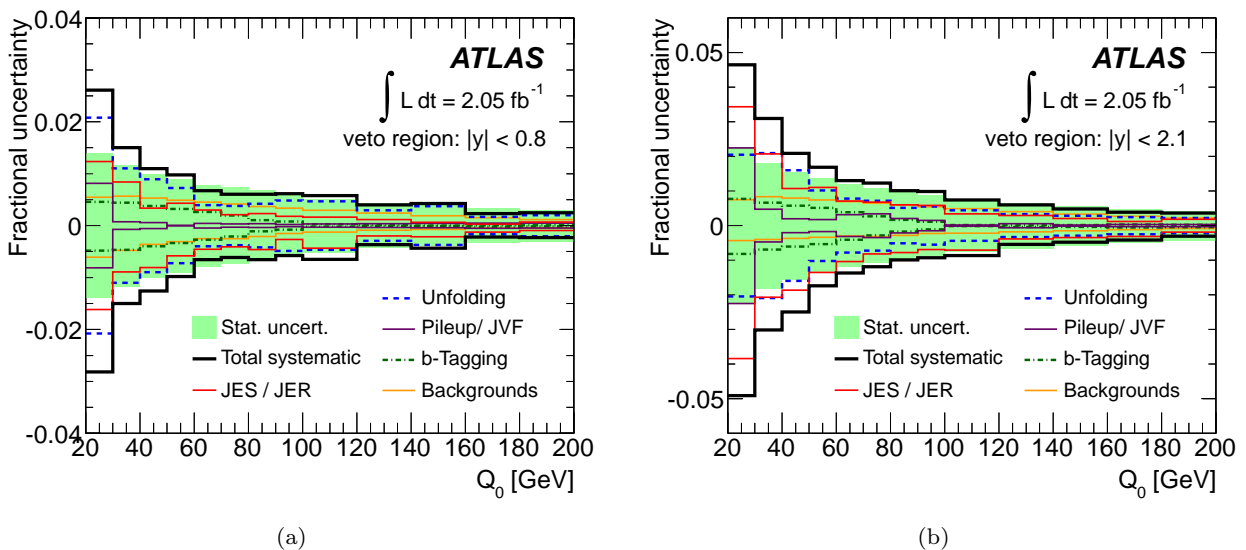 Fractional uncertainty
0.04
0.02
0
-0.02
-0.04
ATLAS
∫ L dt = 2.05 fb⁻¹
veto region: |y| < 0.8
Stat. uncert.
Total systematic
JES / JER
Unfolding
Pileup/ JVF
b-Tagging
Backgrounds
20 40 60 80 100 120 140 160 180 200
Q₀ [GeV]
(a)
Fractional uncertainty
0.05
0
-0.05
ATLAS
∫ L dt = 2.05 fb⁻¹
veto region: |y| < 2.1
Stat. uncert.
Total systematic
JES / JER
Unfolding
Pileup/ JVF
b-Tagging
Backgrounds
20 40 60 80 100 120 140 160 180 200
Q₀ [GeV]
(b)